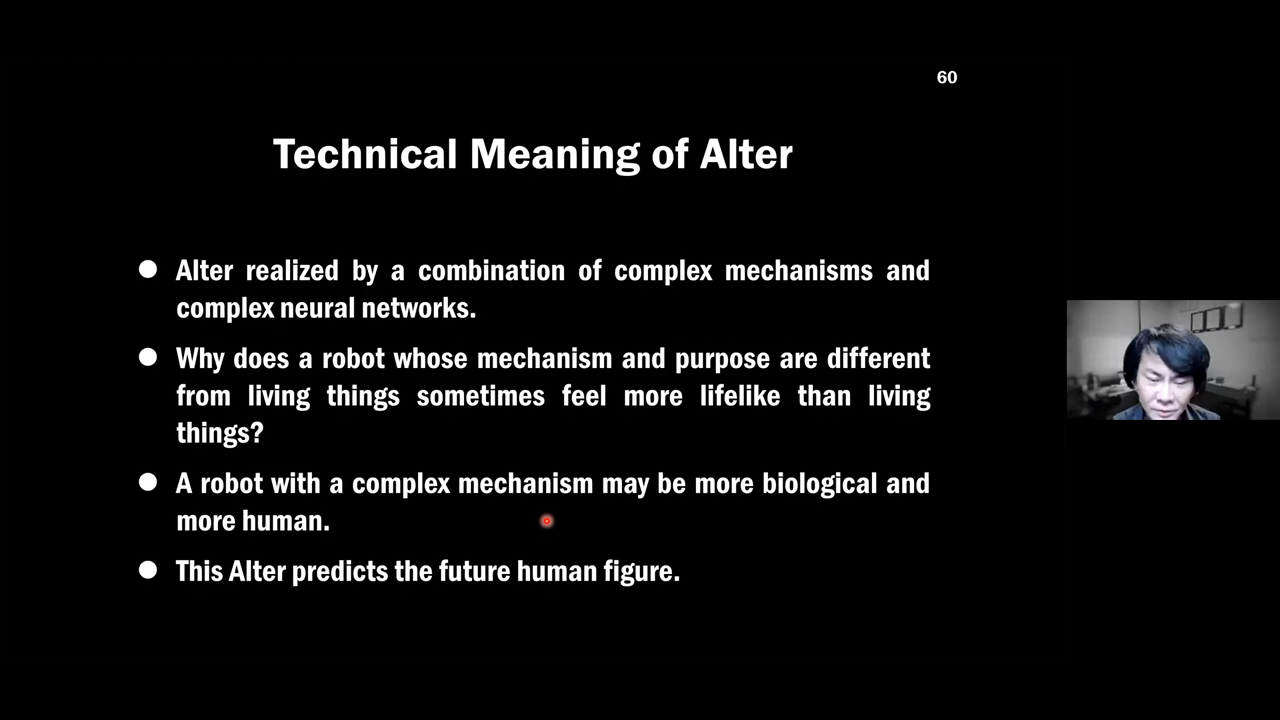 60
Technical Meaning of Alter
● Alter realized by a combination of complex mechanisms and
complex neural networks.
● Why does a robot whose mechanism and purpose are different
from living things sometimes feel more lifelike than living
things?
● A robot with a complex mechanism may be more biological and
more human.
● This Alter predicts the future human figure.